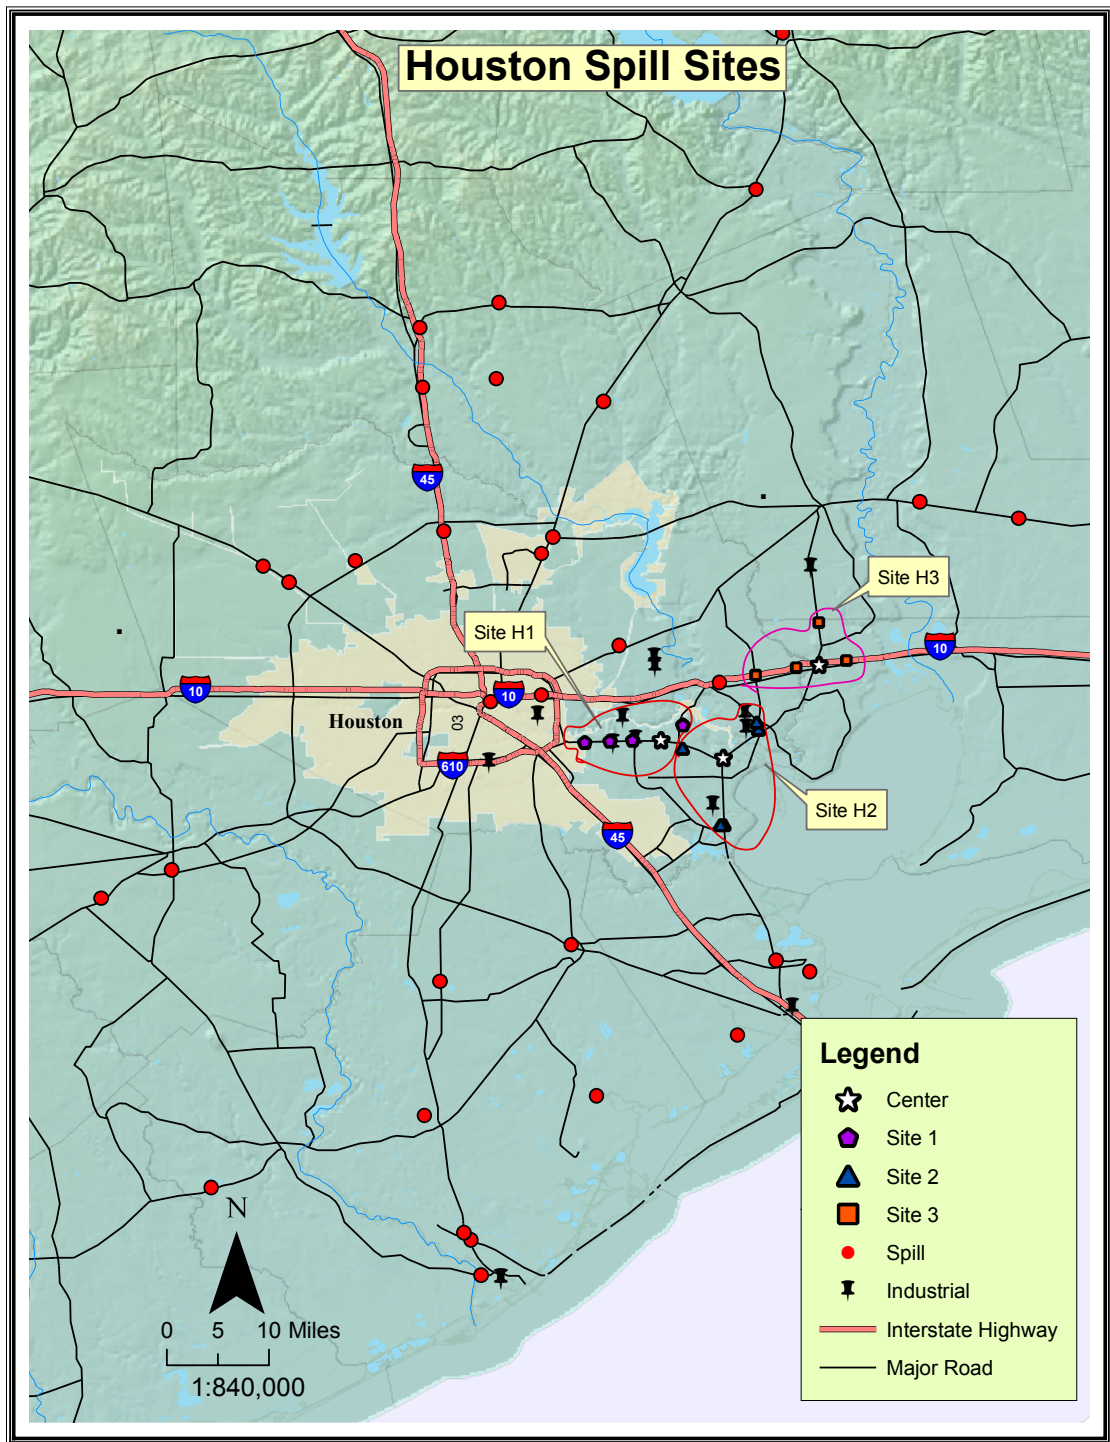 Houston Spill Sites
45
Site H3
Site H1
10
10
10
Houston
03
610
Site H2
45
Legend
Center
Site 1
Site 2
Site 3
Spill
Industrial
Interstate Highway
Major Road
N
0 5 10 Miles
1:840,000